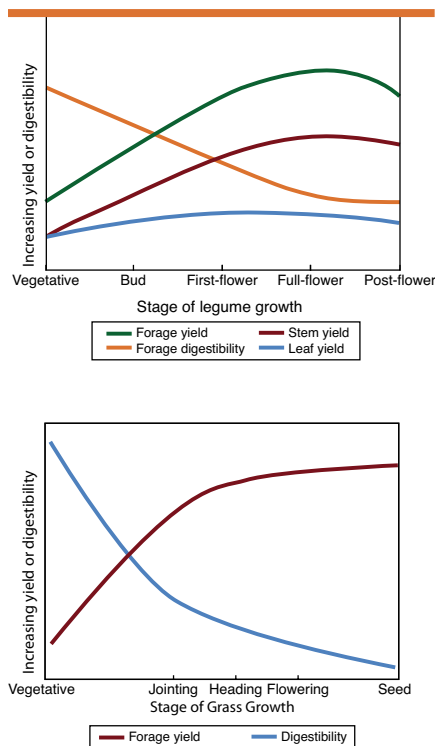 Increasing yield or digestibility
Vegetative Bud First-flower Full-flower Post-flower
Stage of legume growth
Forage yield Stem yield
Forage digestibility Leaf yield
Increasing yield or digestibility
Vegetative Jointing Heading Flowering Seed
Stage of Grass Growth
Forage yield Digestibility